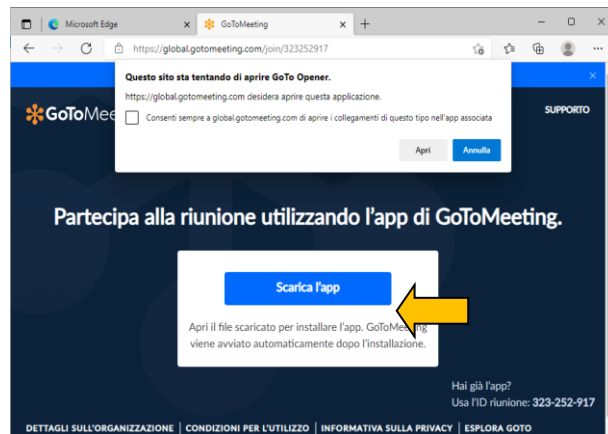 Microsoft Edge
GoToMeeting
https://global.gotomeeting.com/join/323252917
Questo sito sta tentando di aprire GoTo Opener.
https://global.gotomeeting.com desidera aprire questa applicazione.
Consenti sempre a global.gotomeeting.com di aprire i collegamenti di questo tipo nell'app associata
Apri
Annulla
GoToMee
SUPPORTO
Partecipa alla riunione utilizzando l'app di GoToMeeting.
Scarica l'app
Apri il file scaricato per installare l'app. GoToMeeting
viene avviato automaticamente dopo l'installazione.
Hai già l'app?
Usa l'ID riunione: 323-252-917
DETTAGLI SULL'ORGANIZZAZIONE | CONDIZIONI PER L'UTILIZZO | INFORMATIVA SULLA PRIVACY | ESPLORA GOTO